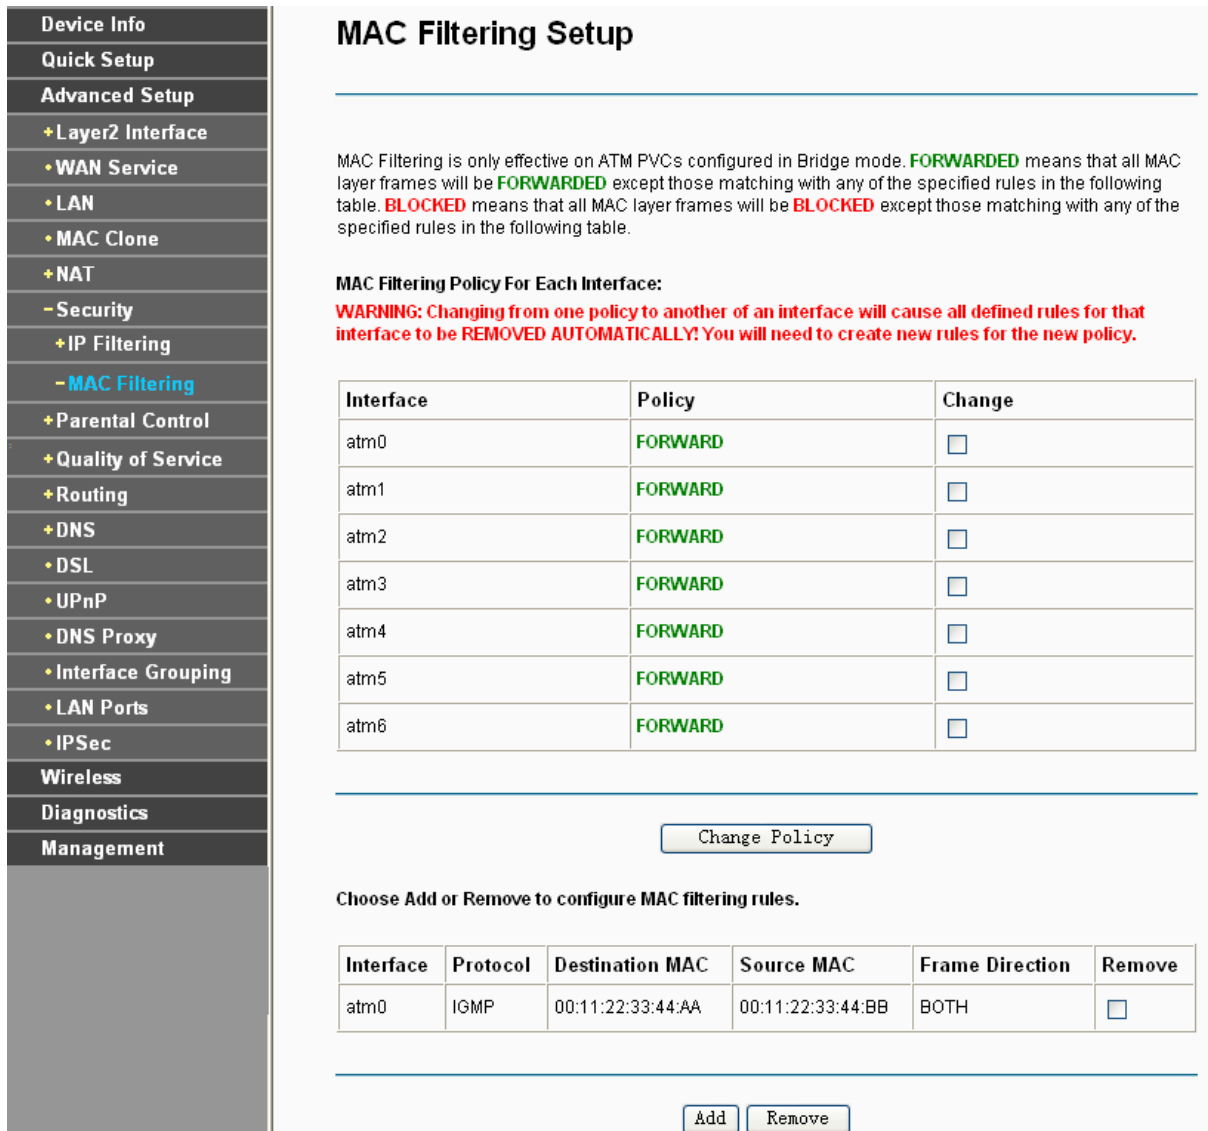 Device Info
Quick Setup
Advanced Setup
+Layer2 Interface
•WAN Service
•LAN
•MAC Clone
+NAT
−Security
+IP Filtering
−MAC Filtering
+Parental Control
+Quality of Service
+Routing
+DNS
•DSL
•UPnP
•DNS Proxy
•Interface Grouping
•LAN Ports
•IPSec
Wireless
Diagnostics
Management
MAC Filtering Setup
MAC Filtering is only effective on ATM PVCs configured in Bridge mode. FORWARDED means that all MAC
layer frames will be FORWARDED except those matching with any of the specified rules in the following
table. BLOCKED means that all MAC layer frames will be BLOCKED except those matching with any of the
specified rules in the following table.
MAC Filtering Policy For Each Interface:
WARNING: Changing from one policy to another of an interface will cause all defined rules for that
interface to be REMOVED AUTOMATICALLY! You will need to create new rules for the new policy.
Interface Policy Change
atm0 FORWARD
atm1 FORWARD
atm2 FORWARD
atm3 FORWARD
atm4 FORWARD
atm5 FORWARD
atm6 FORWARD
Change Policy
Choose Add or Remove to configure MAC filtering rules.
Interface Protocol Destination MAC Source MAC Frame Direction Remove
atm0 IGMP 00:11:22:33:44:AA 00:11:22:33:44:BB BOTH
Add Remove